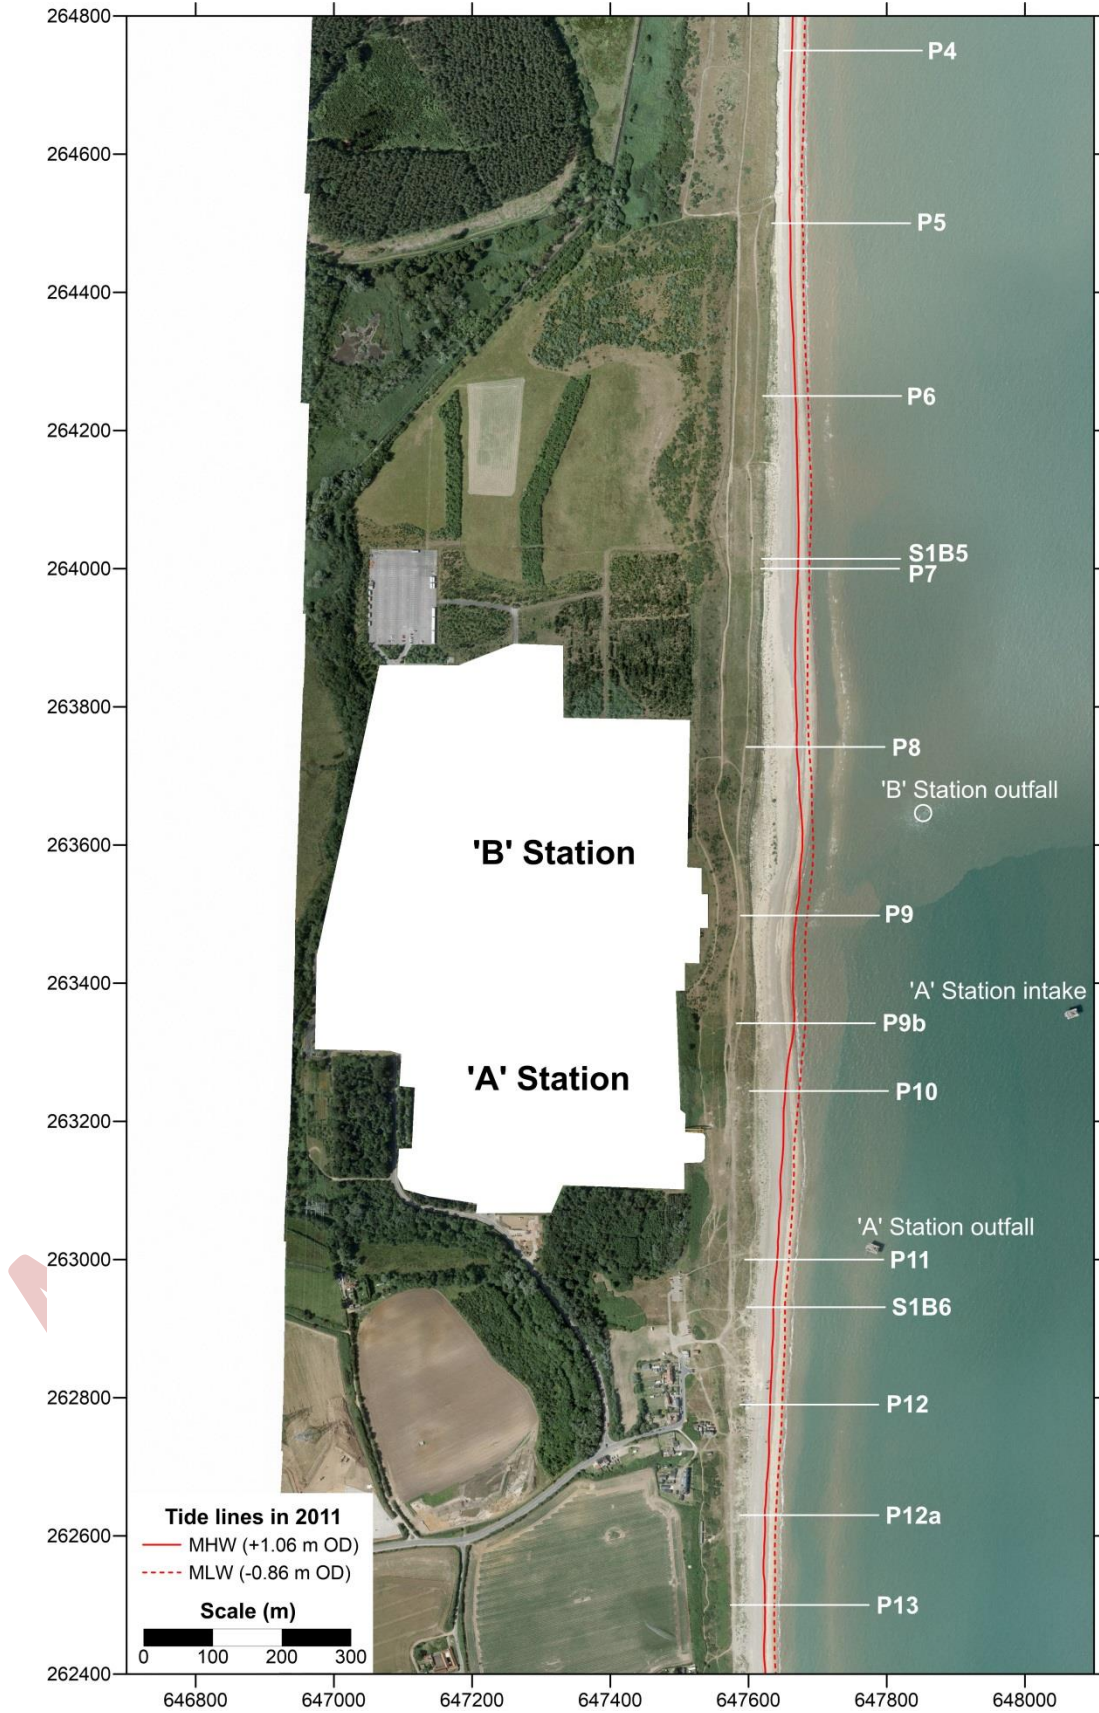 264800
P4
264600
P5
264400
P6
264200
S1B5
264000
P7
263800
P8
'B' Station outfall
'B' Station
263600
P9
263400
'A' Station intake
P9b
'A' Station
P10
263200
'A' Station outfall
263000
P11
S1B6
262800
P12
P12a
262600
P13
262400
Tide lines in 2011
MHW (+1.06 m OD)
MLW (-0.86 m OD)
Scale (m)
0 100 200 300
646800 647000 647200 647400 647600 647800 648000